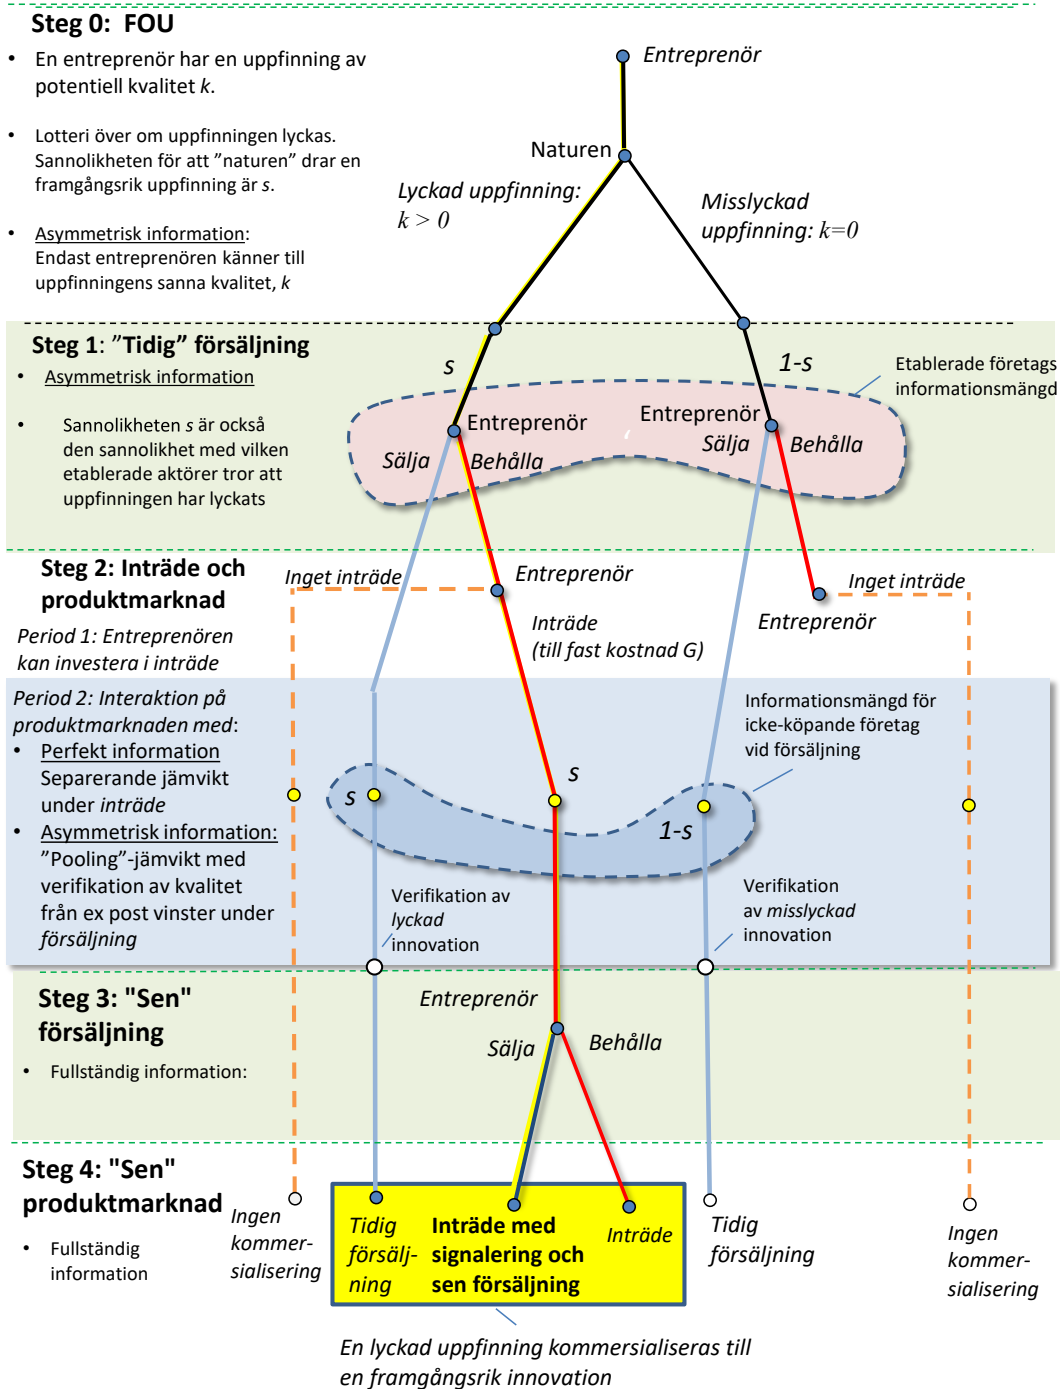 Steg 0: FOU
• En entreprenör har en uppfinning av
potentiell kvalitet k.
• Lotteri över om uppfinningen lyckas.
Sannolikheten för att ”naturen” drar en
framgångsrik uppfinning är s.
• Asymmetrisk information:
Endast entreprenören känner till
uppfinningens sanna kvalitet, k
Entreprenör
Naturen
Lyckad uppfinning:
k > 0
Misslyckad
uppfinning: k=0
Steg 1: ”Tidig” försäljning
• Asymmetrisk information
• Sannolikheten s är också
den sannolikhet med vilken
etablerade aktörer tror att
uppfinningen har lyckats
s
1-s
Etablerade företags
informationsmängd
Entreprenör
Sälja
Behålla
Entreprenör
Sälja
Behålla
Steg 2: Inträde och
produktmarknad
Period 1: Entreprenören
kan investera i inträde
Inget inträde
Entreprenör
Inträde
(till fast kostnad G)
Inget inträde
Entreprenör
Period 2: Interaktion på
produktmarknaden med:
• Perfekt information
Separerande jämvikt
under inträde
• Asymmetrisk information:
”Pooling”-jämvikt med
verifikation av kvalitet
från ex post vinster under
försäljning
Informationsmängd för
icke-köpande företag
vid försäljning
s
s
1-s
Verifikation av
lyckad
innovation
Verifikation
av misslyckad
innovation
Steg 3: "Sen"
försäljning
• Fullständig information:
Entreprenör
Sälja
Behålla
Steg 4: "Sen"
produktmarknad
• Fullständig
information
Ingen
kommer-
sialisering
Tidig
försälj-
ning
Inträde med
signalering och
sen försäljning
Inträde
Tidig
försäljning
Ingen
kommer-
sialisering
En lyckad uppfinning kommersialiseras till
en framgångsrik innovation